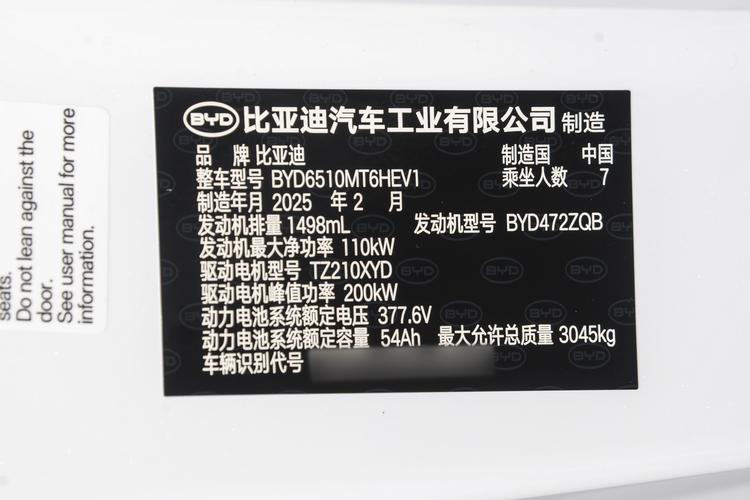 seats.
Do not lean against the
door.
See user manual for more
information.
BYD 比亚迪汽车工业有限公司 制造
品 牌 比亚迪 制造国 中国
整车型号 BYD6510MT6HEV1 乘坐人数 7
制造年月 2025 年 2 月
发动机排量 1498mL 发动机型号 BYD472ZQB
发动机最大净功率 110kW
驱动电机型号 TZ210XYD
驱动电机峰值功率 200kW
动力电池系统额定电压 377.6V
动力电池系统额定容量 54Ah 最大允许总质量 3045kg
车辆识别代号